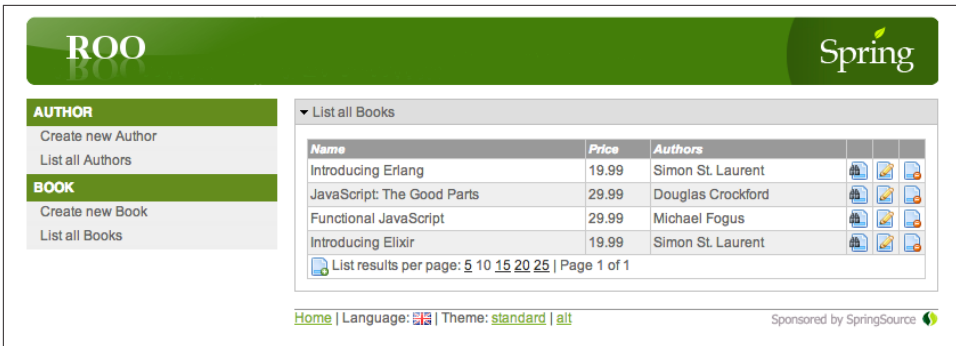 ROO
Spring
AUTHOR
Create new Author
List all Authors
BOOK
Create new Book
List all Books
List all Books
Name Price Authors
Introducing Erlang 19.99 Simon St. Laurent
JavaScript: The Good Parts 29.99 Douglas Crockford
Functional JavaScript 29.99 Michael Fogus
Introducing Elixir 19.99 Simon St. Laurent
List results per page: 5 10 15 20 25 | Page 1 of 1
Home | Language: | Theme: standard | alt
Sponsored by SpringSource